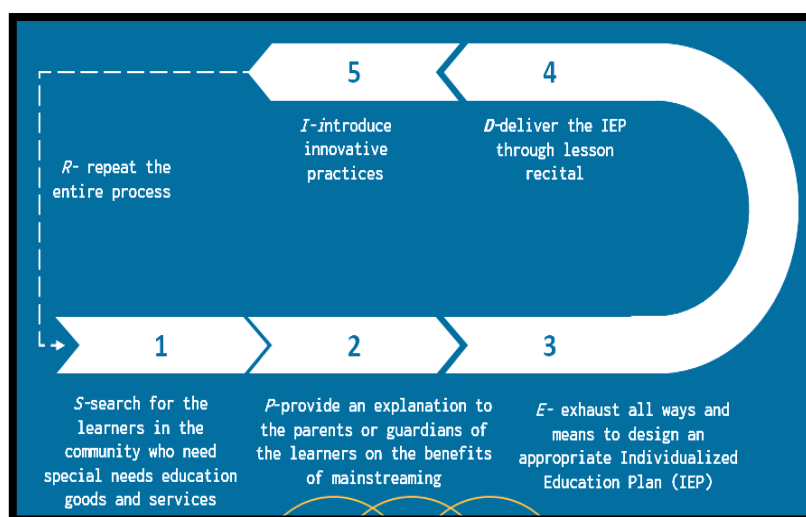 1
S-search for the
learners in the
community who need
special needs education
goods and services
2
P-provide an explanation to
the parents or guardians of
the learners on the benefits
of mainstreaming
3
E- exhaust all ways and
means to design an
appropriate Individualized
Education Plan (IEP)
4
D-deliver the IEP
through lesson
recital
5
I-introduce
innovative
practices
R- repeat the
entire process